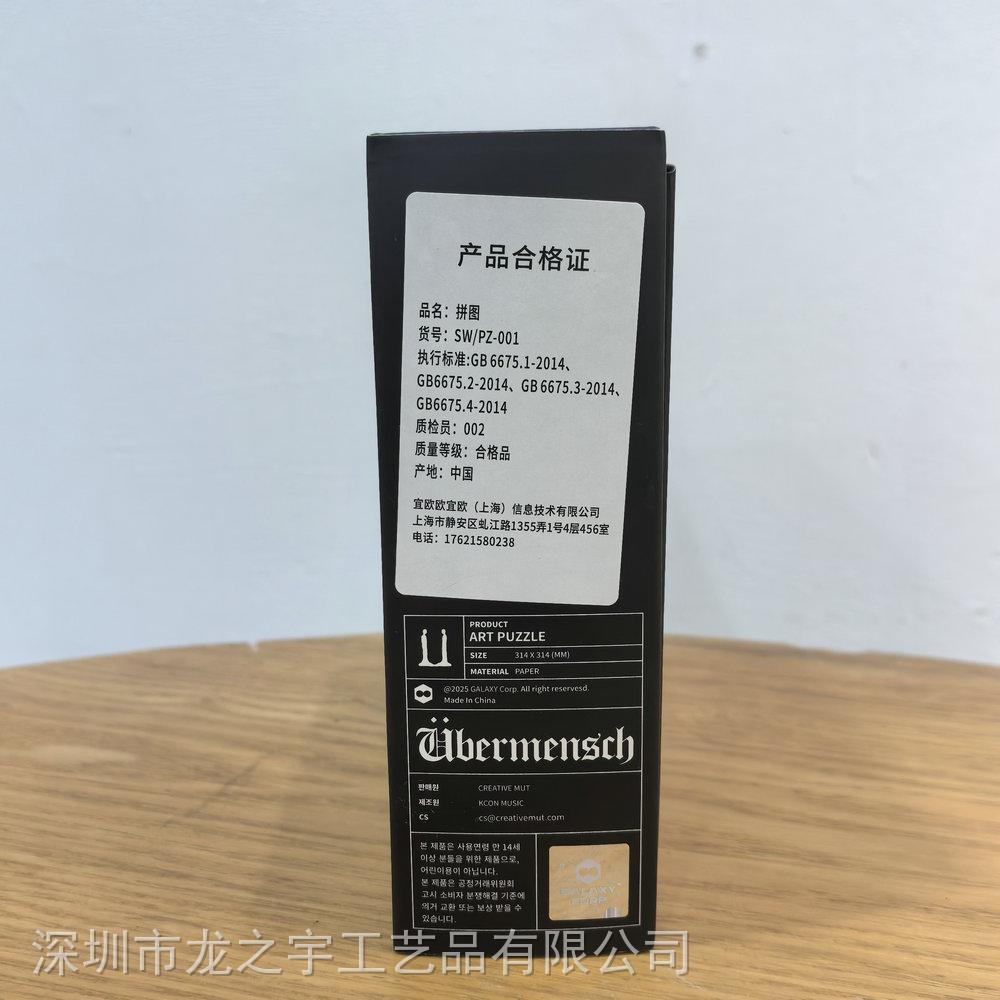 产品合格证
品名：拼图
货号：SW/PZ-001
执行标准:GB 6675.1-2014、
GB6675.2-2014、GB 6675.3-2014、
GB6675.4-2014
质检员：002
质量等级：合格品
产地：中国
宜欧欧宜欧（上海）信息技术有限公司
上海市静安区虬江路1355弄1号4层456室
电话：17621580238
PRODUCT
ART PUZZLE
SIZE 314 X 314 (MM)
MATERIAL PAPER
@2025 GALAXY Corp. All right reservesd.
Made In China
Übermensch
판매원 CREATIVE MUT
제조원 KCON MUSIC
CS cs@creativemut.com
본 제품은 사용연령 만 14세
이상 분들을 위한 제품으로,
어린이용이 아닙니다.
본 제품은 공정거래위원회
고시 소비자 분쟁해결 기준에
의거 교환 또는 보상 받을 수
있습니다.
GALAXY
CORP
深圳市龙之宇工艺品有限公司